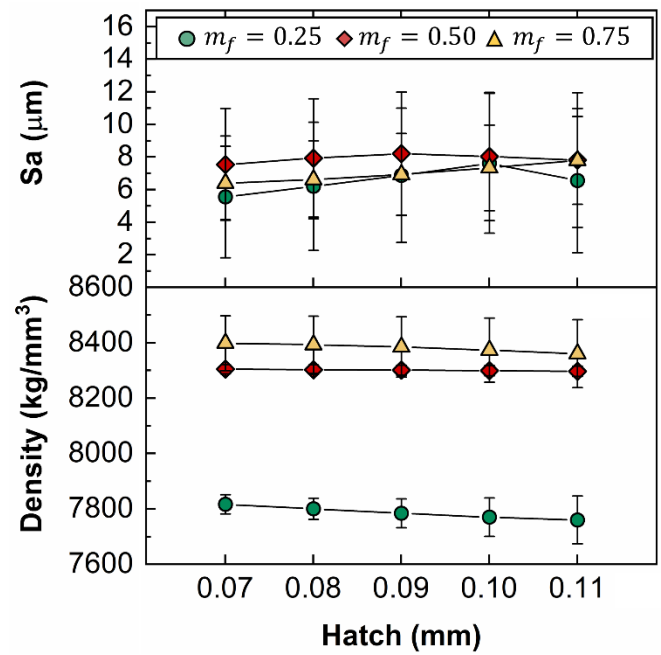 m_f = 0.25 m_f = 0.50 m_f = 0.75
16
14
12
10
8
6
4
2
Sa (μm)
8600
8400
8200
8000
7800
7600
Density (kg/mm³)
0.07 0.08 0.09 0.10 0.11
Hatch (mm)